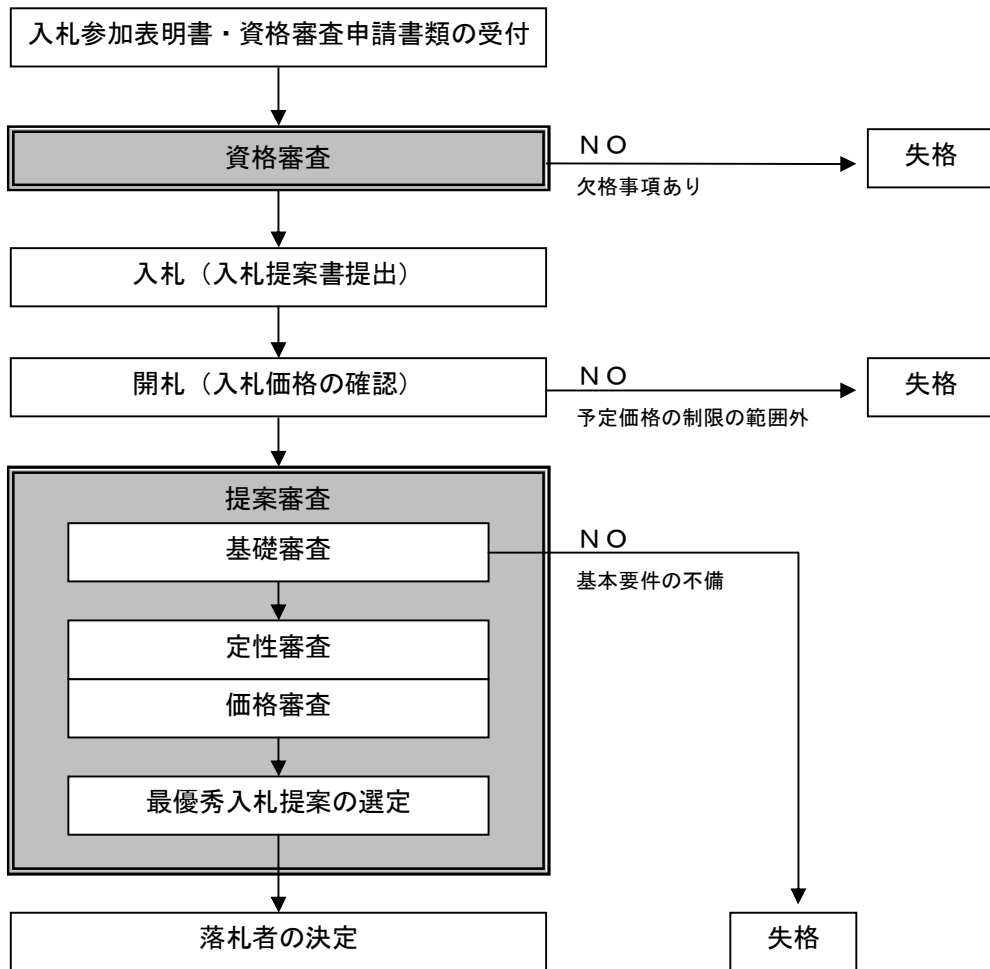 入札参加表明書・資格審査申請書類の受付
資格審査
ＮＯ
欠格事項あり
失格
入札（入札提案書提出）
開札（入札価格の確認）
ＮＯ
予定価格の制限の範囲外
失格
提案審査
基礎審査
ＮＯ
基本要件の不備
定性審査
価格審査
最優秀入札提案の選定
落札者の決定
失格